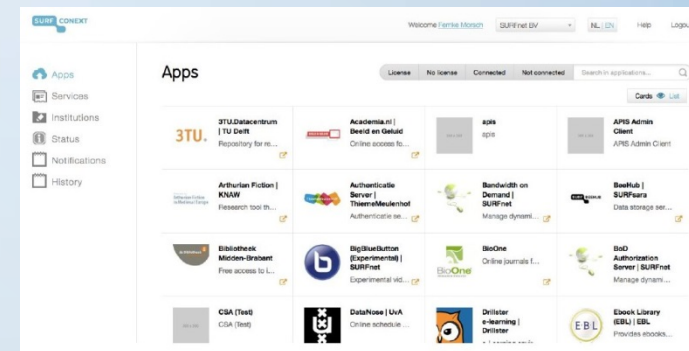 SURF CONEXT
Welcome Femke Morsch SURFnet BV NL | EN Help Logou
Apps
Services
Institutions
Status
Notifications
History
Apps
License No license Connected Not connected Search in applications...
Cards List
3TU.
3TU.Datacentrum
| TU Delft
Repository for re...
Academia.nl |
Beeld en Geluid
Online access fo...
apis
apis
APIS Admin
Client
APIS Admin Client
Arthurian Fiction |
KNAW
Research tool th...
Authenticatie
Server |
ThiemeMeulenhof
Authenticatie se...
Bandwidth on
Demand |
SURFnet
Manage dynami...
BeeHub |
SURFsara
Data storage ser...
Bibliotheek
Midden-Brabant
Free access to i...
b
BigBlueButton
(Experimental) |
SURFnet
Experimental vid...
BioOne
BioOne
Online journals f...
BoD
Authorization
Server | SURFnet
Manage dynami...
CSA (Test)
CSA (Test)
DataNose | UvA
Online schedule ...
Drillster
e-learning |
Drillster
EBL
Ebook Library
(EBL) | EBL
Provides ebooks...